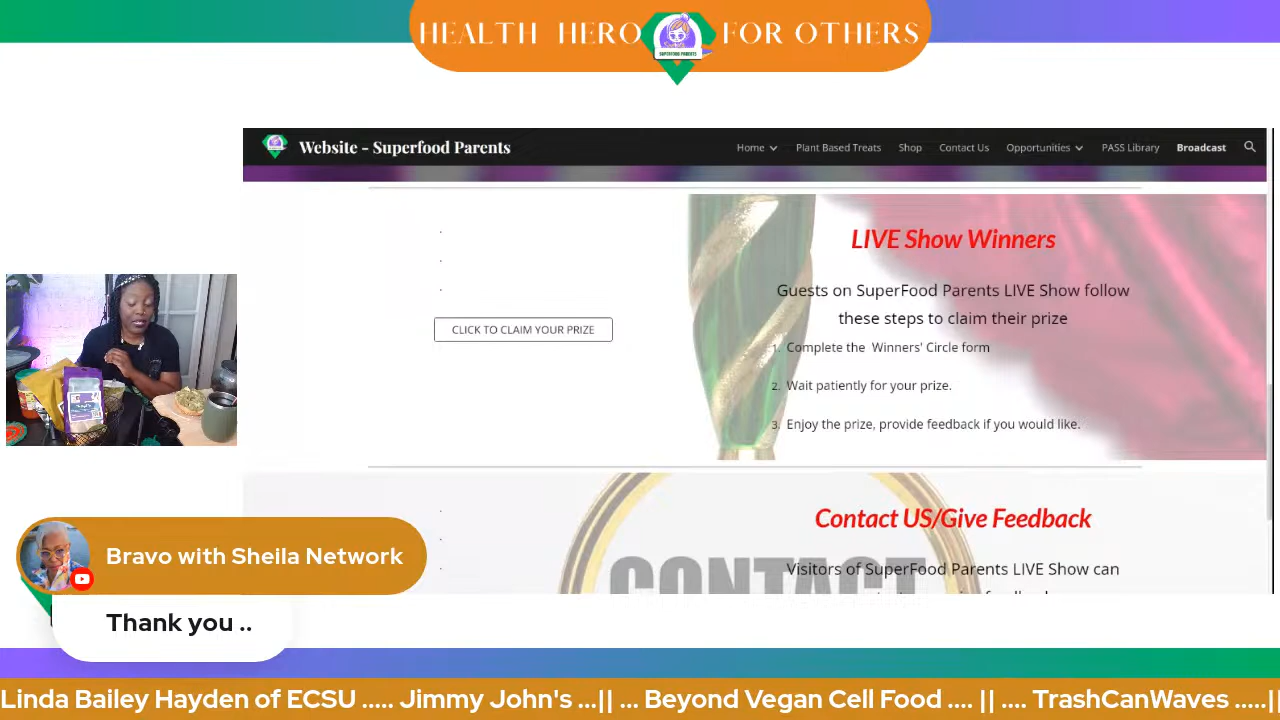 HEALTH HERO FOR OTHERS
SUPERFOOD PARENTS
Website - Superfood Parents
Home Plant Based Treats Shop Contact Us Opportunities PASS Library Broadcast
LIVE Show Winners
Guests on SuperFood Parents LIVE Show follow
these steps to claim their prize
CLICK TO CLAIM YOUR PRIZE
1. Complete the Winners' Circle form
2. Wait patiently for your prize.
3. Enjoy the prize, provide feedback if you would like.
Contact US/Give Feedback
CONTACT
Visitors of SuperFood Parents LIVE Show can
Bravo with Sheila Network
Thank you ..
Linda Bailey Hayden of ECSU ..... Jimmy John's ...|| ... Beyond Vegan Cell Food .... || .... TrashCanWaves .....||